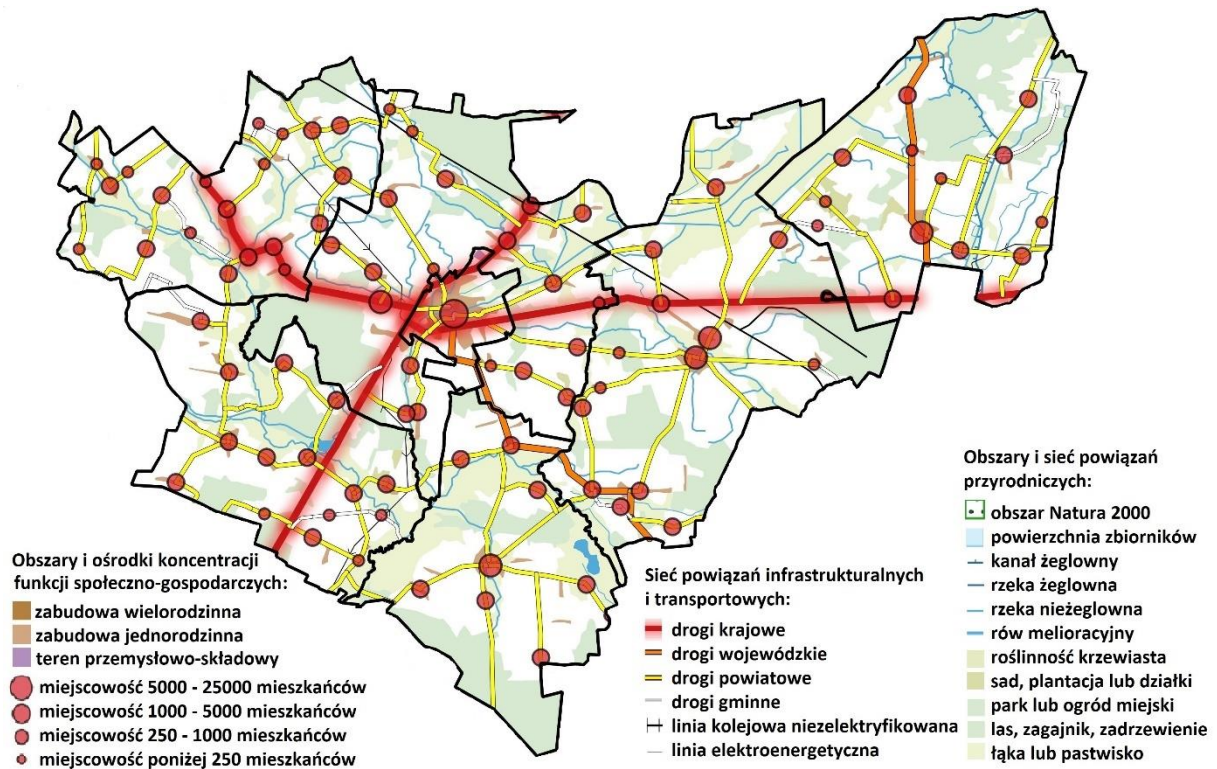 Obszary i ośrodki koncentracji
funkcji społeczno-gospodarczych:
zabudowa wielorodzinna
zabudowa jednorodzinna
teren przemysłowo-składowy
miejscowość 5000 - 25000 mieszkańców
miejscowość 1000 - 5000 mieszkańców
miejscowość 250 - 1000 mieszkańców
miejscowość poniżej 250 mieszkańców
Sieć powiązań infrastrukturalnych
i transportowych:
drogi krajowe
drogi wojewódzkie
drogi powiatowe
drogi gminne
linia kolejowa niezelektryfikowana
linia elektroenergetyczna
Obszary i sieć powiązań
przyrodniczych:
obszar Natura 2000
powierzchnia zbiorników
kanał żeglowny
rzeka żeglowna
rzeka nieżeglowna
rów melioracyjny
roślinność krzewiasta
sad, plantacja lub działki
park lub ogród miejski
las, zagajnik, zadrzewienie
łąka lub pastwisko